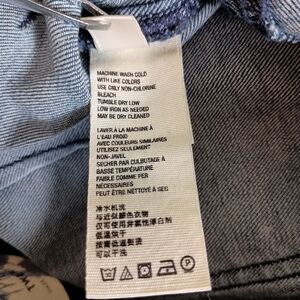 MACHINE WASH COLD
WITH LIKE COLORS
USE ONLY NON-CHLORINE
BLEACH
TUMBLE DRY LOW
LOW IRON AS NEEDED
MAY BE DRY CLEANED
LAVER À LA MACHINE À
L'EAU FROID
AVEC COULEURS SIMILAIRES
UTILISEZ SEULEMENT
NON-JAVEL
SÉCHER PAR CULBUTAGE À
BASSE TEMPÉRATURE
FAIBLE COMME FER
NÉCESSAIRES
PEUT ÊTRE NETTOYÉ À SEC
冷水机洗
与近似颜色衣物
仅可使用非氯性漂白剂
低温烘干
需要时低温熨烫
可以干洗
P